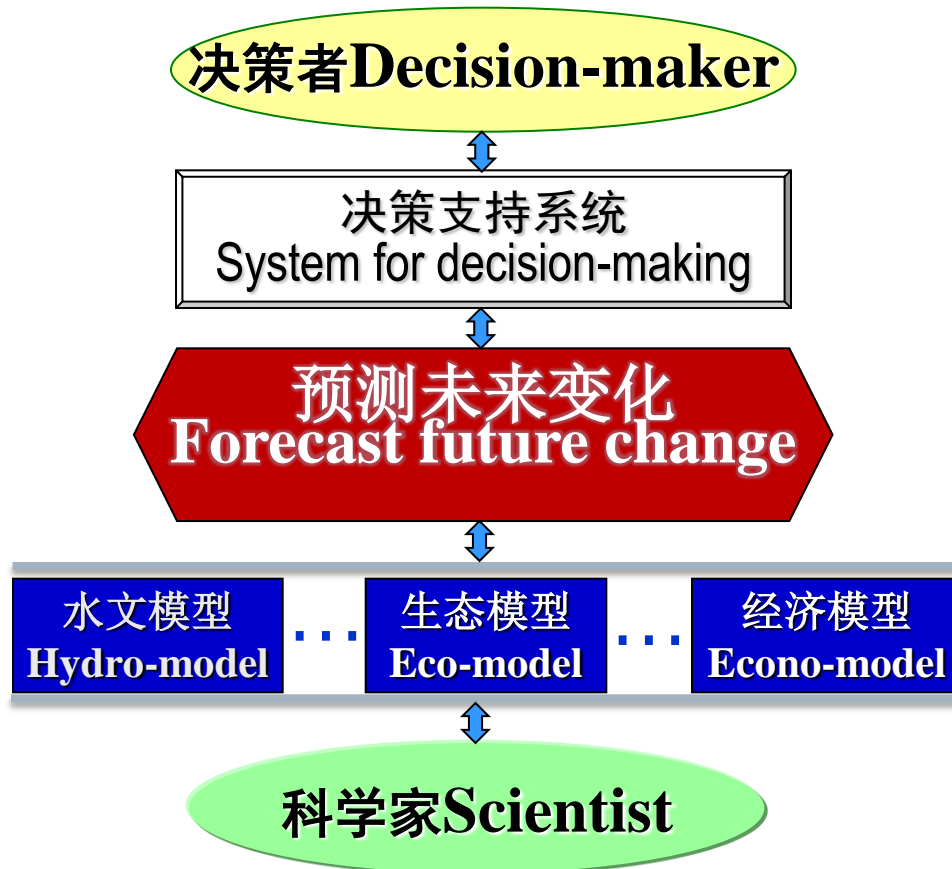 决策者Decision-maker
决策支持系统
System for decision-making
预测未来变化
Forecast future change
水文模型
Hydro-model
...
生态模型
Eco-model
...
经济模型
Econo-model
科学家Scientist